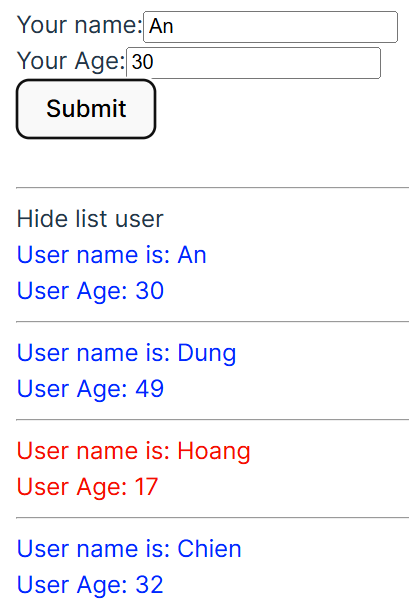 Your name: An
Your Age: 30
Submit
Hide list user
User name is: An
User Age: 30
User name is: Dung
User Age: 49
User name is: Hoang
User Age: 17
User name is: Chien
User Age: 32